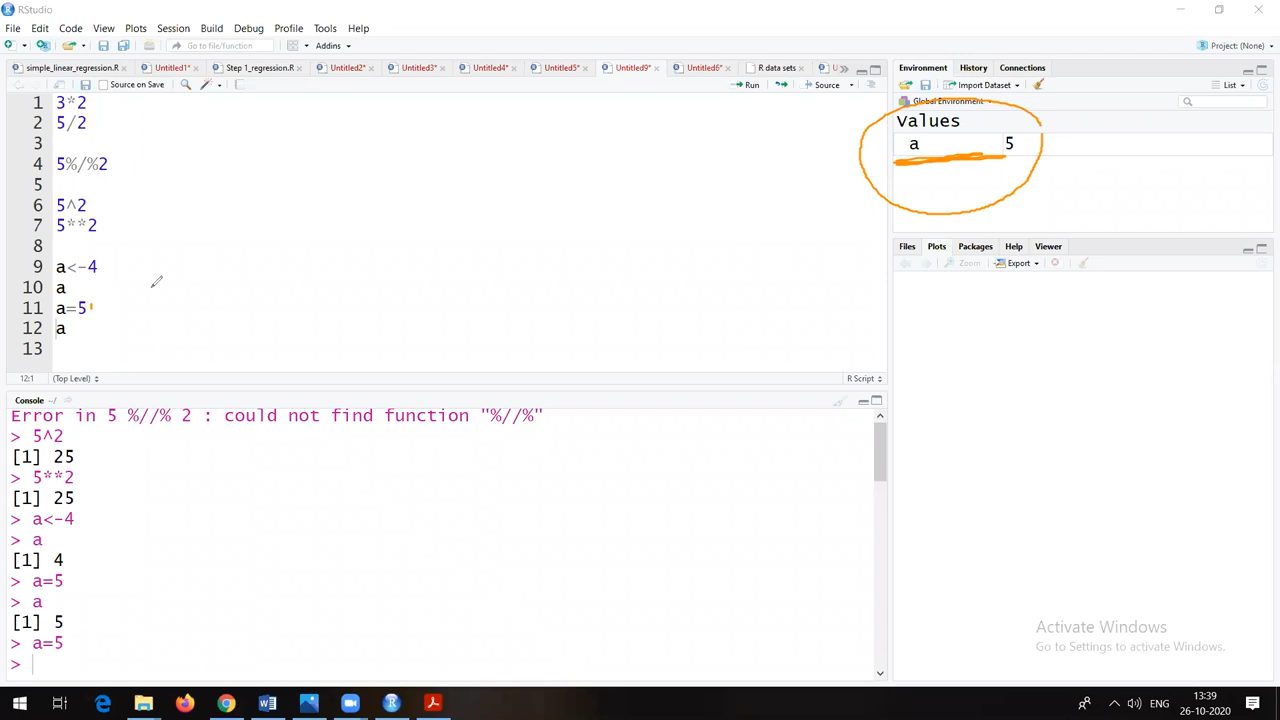 RStudio
File Edit Code View Plots Session Build Debug Profile Tools Help
Go to file/function Addins Project: (None)
simple_linear_regression.R Untitled1* Step 1_regression.R Untitled2* Untitled3* Untitled4* Untitled5* Untitled9* Untitled6* R data sets
Source on Save Run Source
1 3*2
2 5/2
3
4 5%/%2
5
6 5^2
7 5**2
8
9 a<-4
10 a
11 a=5
12 a
13
12:1 (Top Level) R Script
Console ~/
Error in 5 %//% 2 : could not find function "%//%"
> 5^2
[1] 25
> 5**2
[1] 25
> a<-4
> a
[1] 4
> a=5
> a
[1] 5
> a=5
>
Environment History Connections
Import Dataset List
Global Environment
Values
a 5
Files Plots Packages Help Viewer
Zoom Export
Activate Windows
Go to Settings to activate Windows.
ENG 13:39
26-10-2020